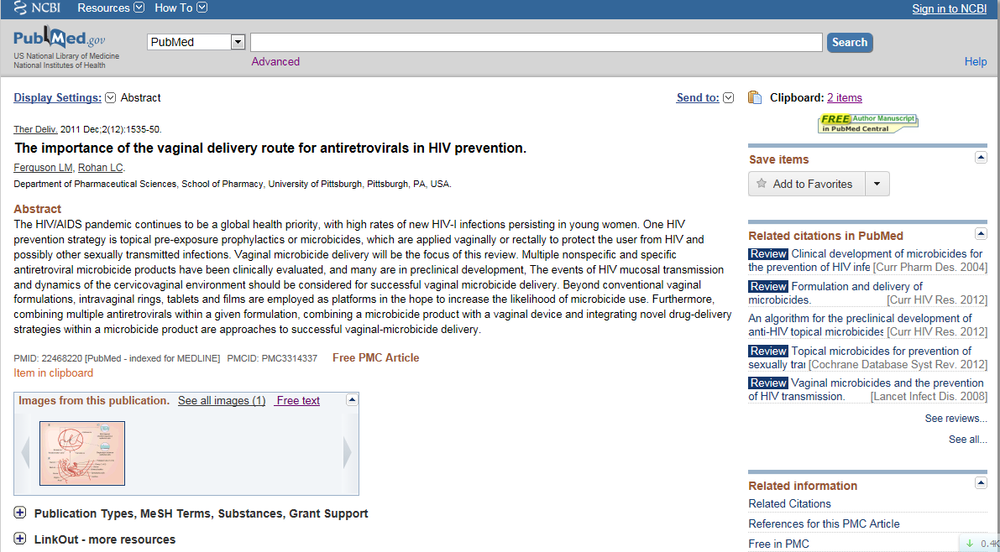 NCBI Resources How To Sign in to NCBI
PubMed.gov
US National Library of Medicine
National Institutes of Health
PubMed Search
Advanced Help
Display Settings: Abstract Send to:
Ther Deliv. 2011 Dec;2(12):1535-50.
The importance of the vaginal delivery route for antiretrovirals in HIV prevention.
Ferguson LM, Rohan LC.
Department of Pharmaceutical Sciences, School of Pharmacy, University of Pittsburgh, Pittsburgh, PA, USA.
Abstract
The HIV/AIDS pandemic continues to be a global health priority, with high rates of new HIV-I infections persisting in young women. One HIV
prevention strategy is topical pre-exposure prophylactics or microbicides, which are applied vaginally or rectally to protect the user from HIV and
possibly other sexually transmitted infections. Vaginal microbicide delivery will be the focus of this review. Multiple nonspecific and specific
antiretroviral microbicide products have been clinically evaluated, and many are in preclinical development, The events of HIV mucosal transmission
and dynamics of the cervicovaginal environment should be considered for successful vaginal microbicide delivery. Beyond conventional vaginal
formulations, intravaginal rings, tablets and films are employed as platforms in the hope to increase the likelihood of microbicide use. Furthermore,
combining multiple antiretrovirals within a given formulation, combining a microbicide product with a vaginal device and integrating novel drug-delivery
strategies within a microbicide product are approaches to successful vaginal-microbicide delivery.
PMID: 22468220 [PubMed - indexed for MEDLINE] PMCID: PMC3314337 Free PMC Article
Item in clipboard
Images from this publication. See all images (1) Free text
Publication Types, MeSH Terms, Substances, Grant Support
LinkOut - more resources
Clipboard: 2 items
FREE Author Manuscript
in PubMed Central
Save items
Add to Favorites
Related citations in PubMed
Review Clinical development of microbicides for
the prevention of HIV infe [Curr Pharm Des. 2004]
Review Formulation and delivery of
microbicides. [Curr HIV Res. 2012]
An algorithm for the preclinical development of
anti-HIV topical microbicides [Curr HIV Res. 2012]
Review Topical microbicides for prevention of
sexually trai [Cochrane Database Syst Rev. 2012]
Review Vaginal microbicides and the prevention
of HIV transmission. [Lancet Infect Dis. 2008]
See reviews...
See all...
Related information
Related Citations
References for this PMC Article
Free in PMC
0.4K